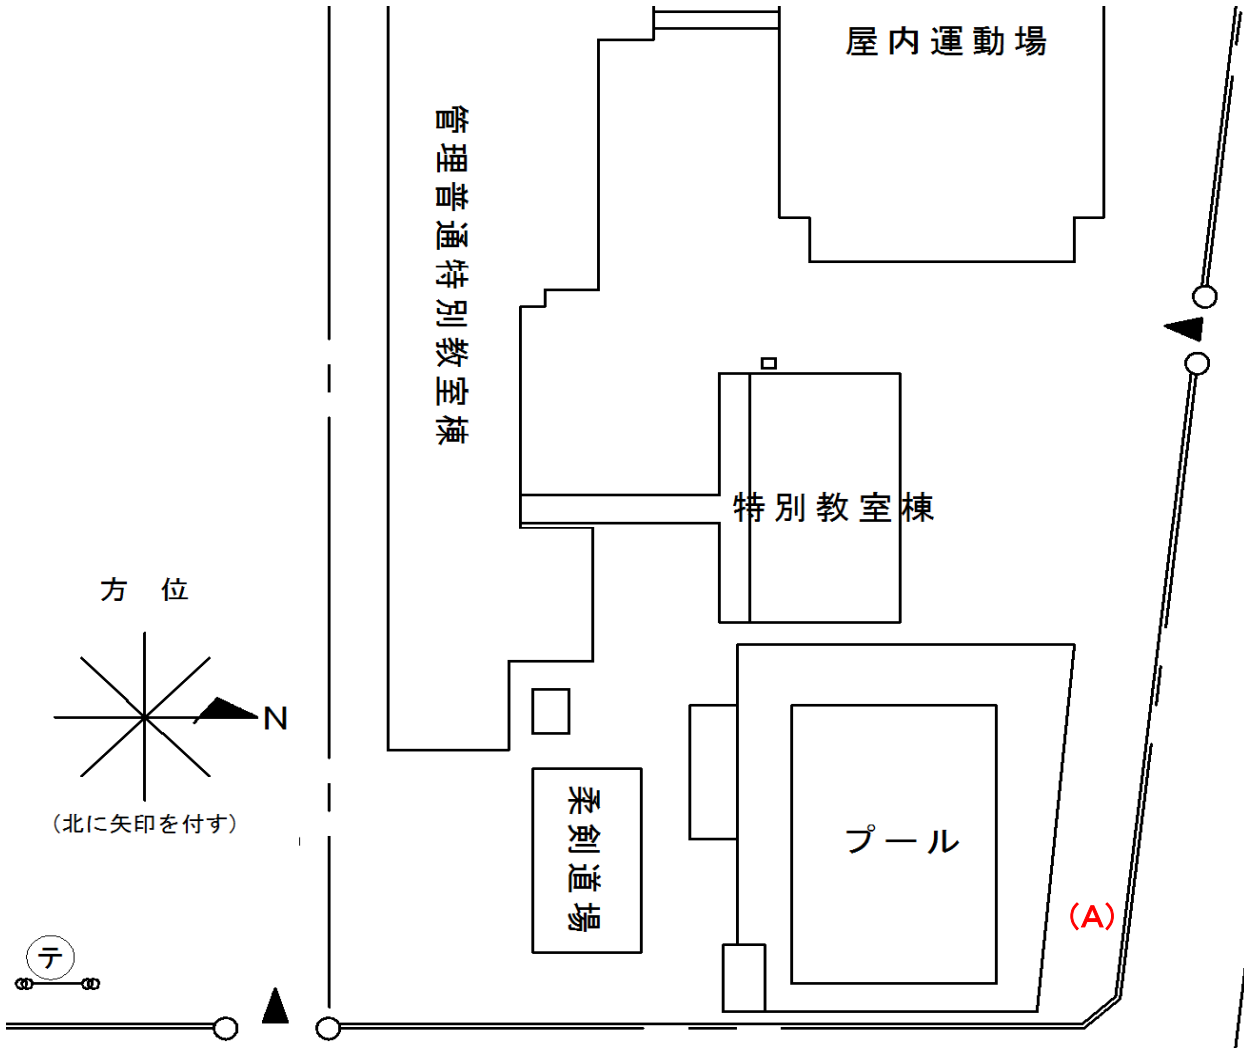 屋内運動場
管理普通特別教室棟
特別教室棟
方 位
N
(北に矢印を付す)
柔剣道場
プール
(A)
テ